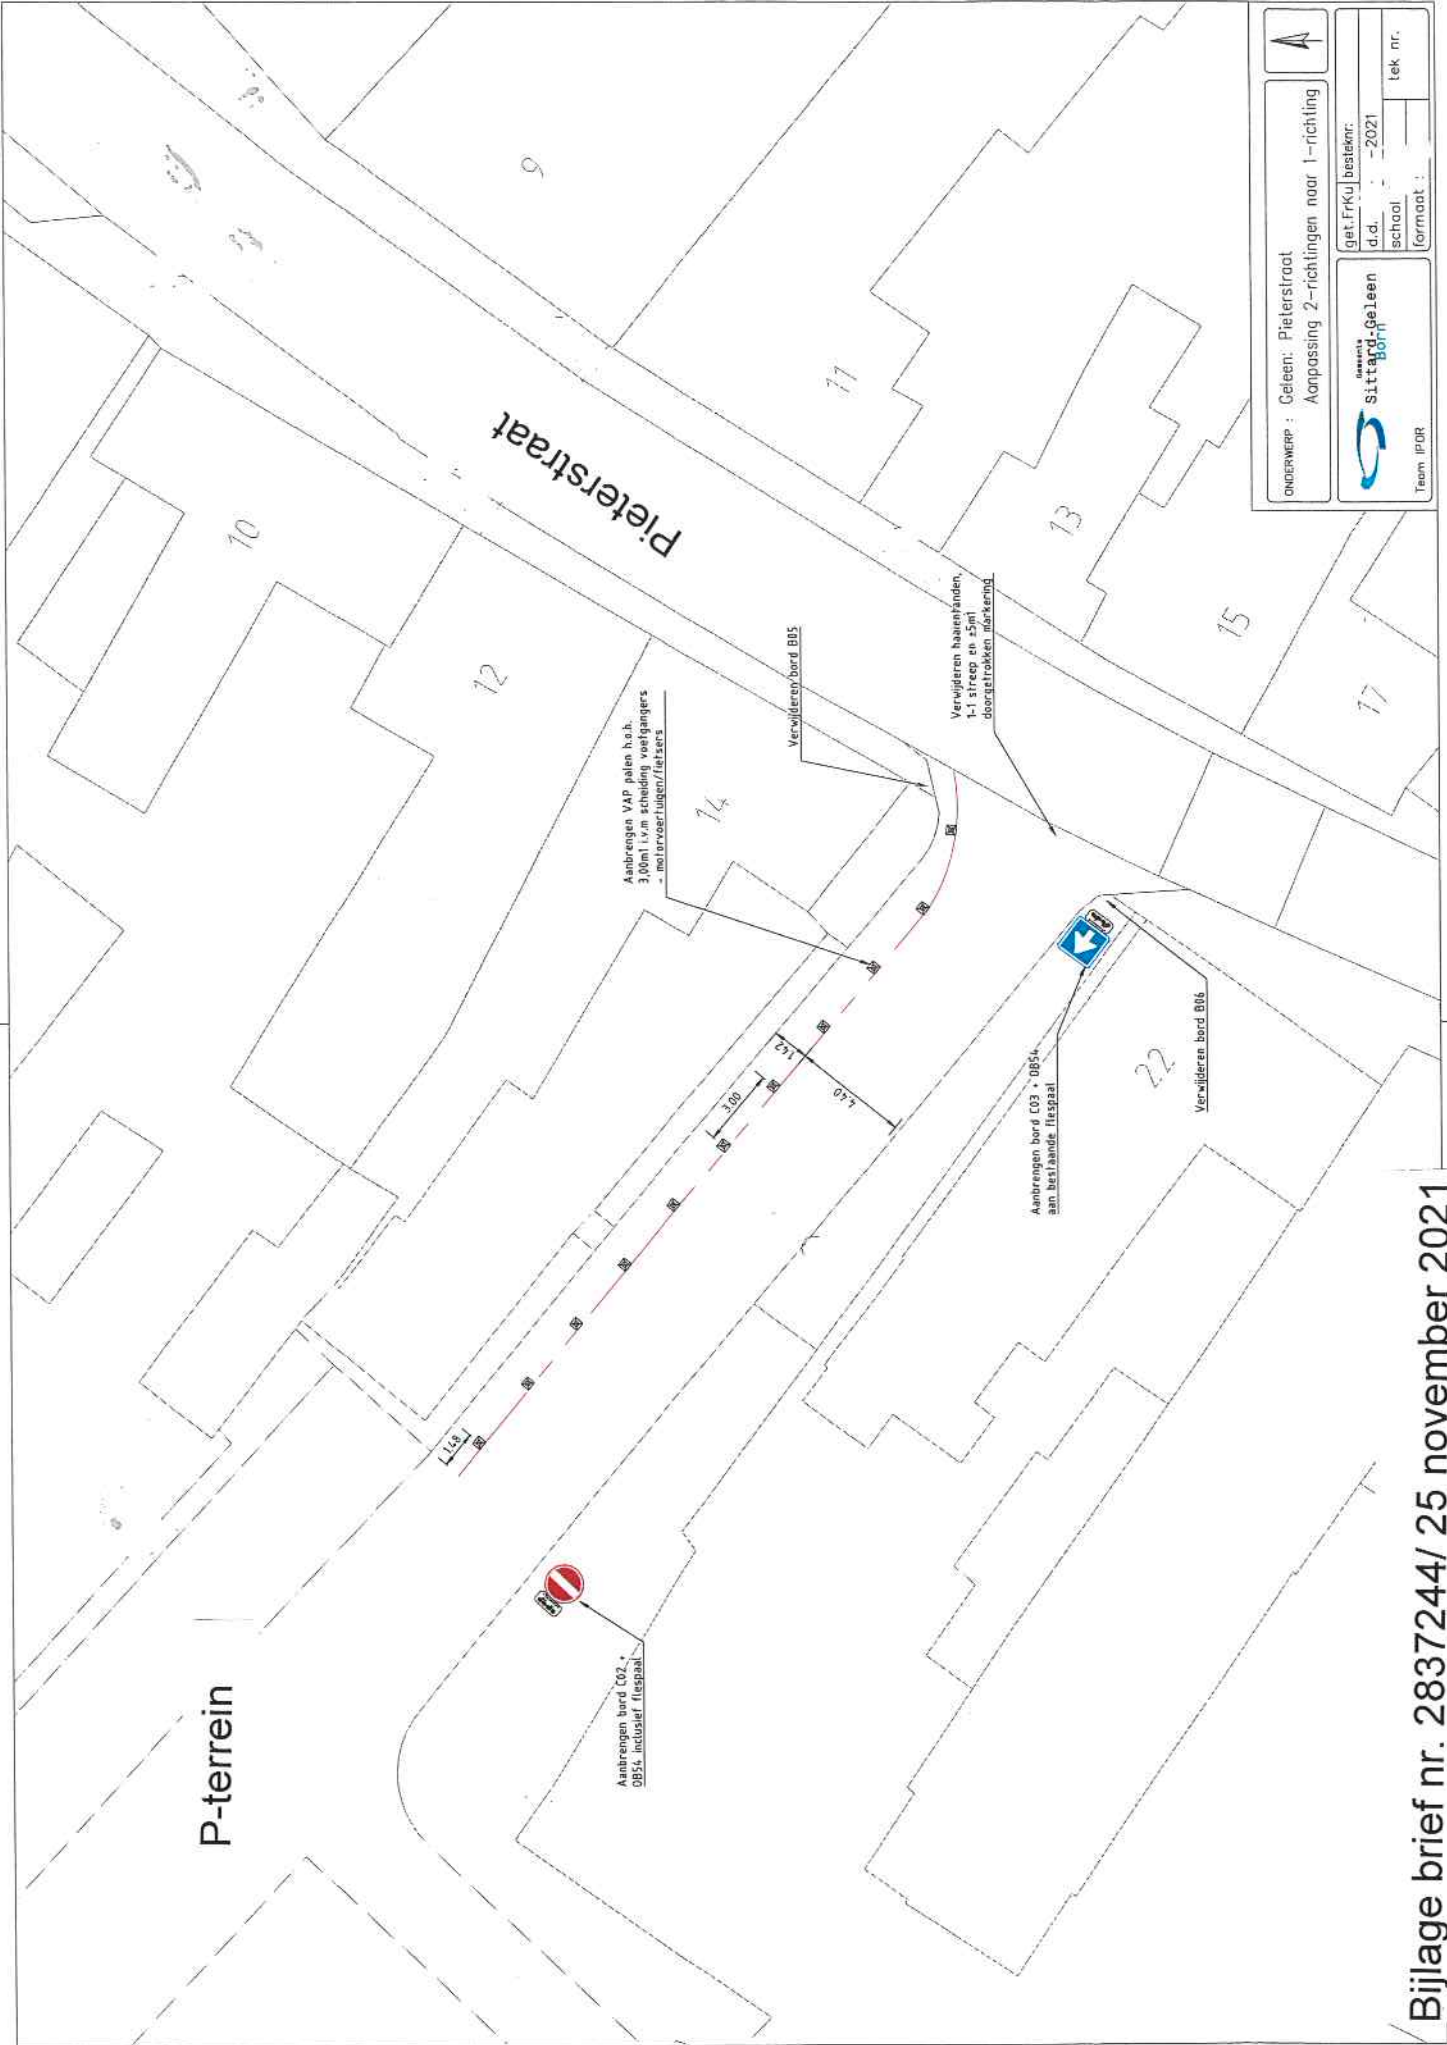 P-terrein
Pieterstraat
10
12
14
9
11
13
15
17
22
Aanbrengen VAP palen h.o.h.
3,00m1 i.v.m scheiding voetgangers
- motorvoertuigen/fietsers
Verwijderen bord B05
Verwijderen haaientanden,
1-1 streep en ±5m1
doorgetrokken markering
1.48
3.00
1.42
4.40
Aanbrengen bord C02 +
OB54 inclusief flespaal
Aanbrengen bord C03 + OB54
aan bestaande flespaal
Verwijderen bord B06
ONDERWERP : Geleen: Pieterstraat
Aanpassing 2-richtingen naar 1-richting
Gemeente
Sittard-Geleen
Born
Team IPOR
get.FrKu
besteknr:
d.d. : - -2021
schaal
formaat :
tek nr.
Bijlage brief nr. 2837244/ 25 november 2021